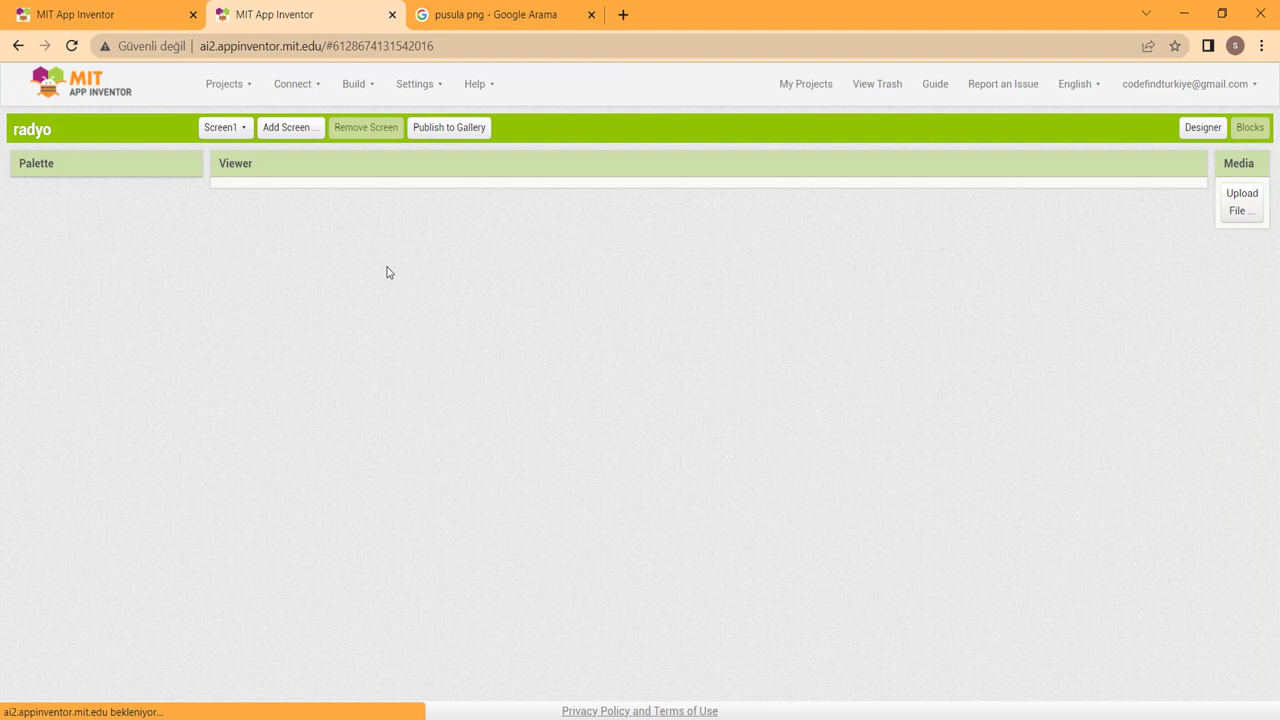 MIT App Inventor
MIT App Inventor
pusula png - Google Arama
Güvenli değil
ai2.appinventor.mit.edu/#6128674131542016
S
MIT
APP INVENTOR
Projects
Connect
Build
Settings
Help
My Projects
View Trash
Guide
Report an Issue
English
codefindturkiye@gmail.com
radyo
Screen1
Add Screen ...
Remove Screen
Publish to Gallery
Designer
Blocks
Palette
Viewer
Media
Upload
File ...
ai2.appinventor.mit.edu bekleniyor...
Privacy Policy and Terms of Use